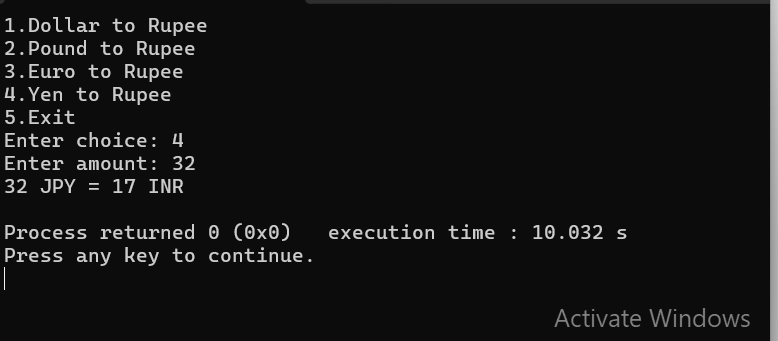 1.Dollar to Rupee
2.Pound to Rupee
3.Euro to Rupee
4.Yen to Rupee
5.Exit
Enter choice: 4
Enter amount: 32
32 JPY = 17 INR
Process returned 0 (0x0)   execution time : 10.032 s
Press any key to continue.
Activate Windows